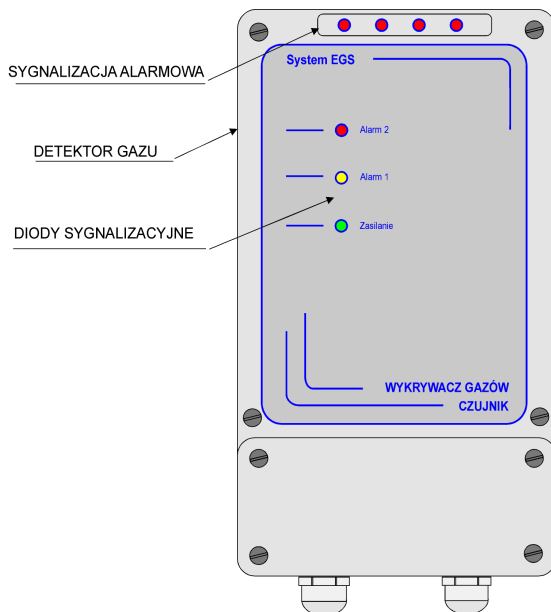 SYGNALIZACJA ALARMOWA
System EGS
Alarm 2
DETEKTOR GAZU
Alarm 1
DIODY SYGNALIZACYJNE
Zasilanie
WYKRYWACZ GAZÓW
CZUJNIK